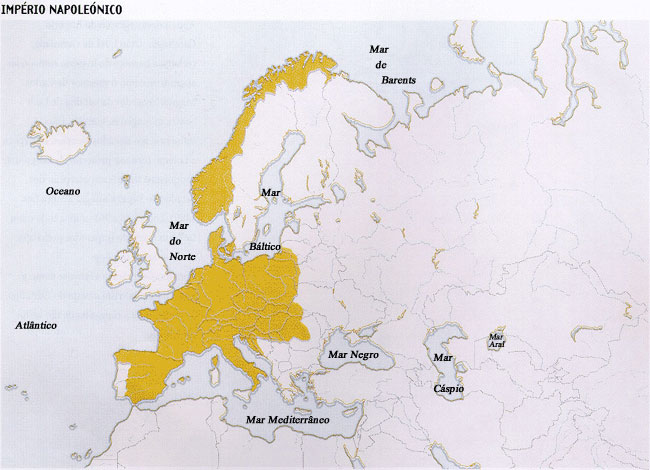 IMPÉRIO NAPOLEÓNICO
Mar
de
Barents
Oceano
Mar
Mar
do
Norte
Báltico
Atlântico
Mar Negro
Mar
Cáspio
Mar
Aral
Mar Mediterrâneo